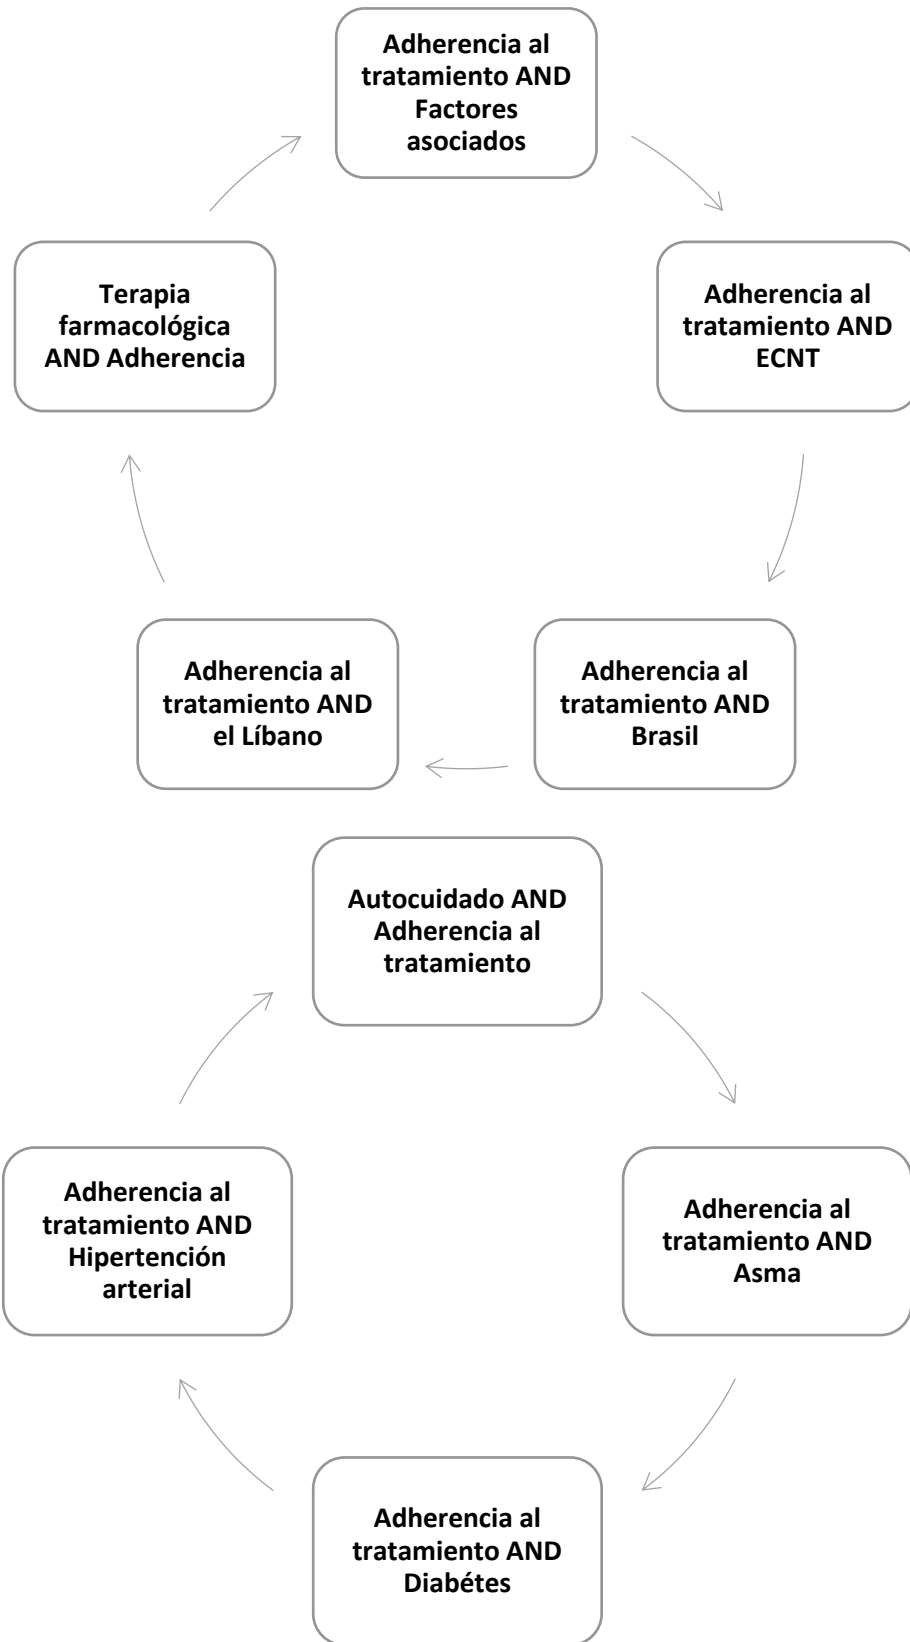 Adherencia al
tratamiento AND
Factores
asociados
Terapia
farmacológica
AND Adherencia
Adherencia al
tratamiento AND
ECNT
Adherencia al
tratamiento AND
el Líbano
Adherencia al
tratamiento AND
Brasil
Autocuidado AND
Adherencia al
tratamiento
Adherencia al
tratamiento AND
Hipertención
arterial
Adherencia al
tratamiento AND
Asma
Adherencia al
tratamiento AND
Diabétes